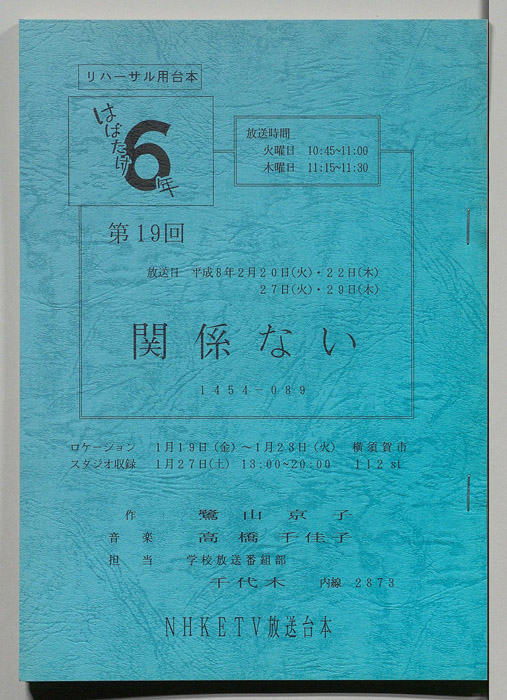 リハーサル用台本
はばたけ
6年
放送時間
火曜日 10:45~11:00
木曜日 11:15~11:30
第19回
放送日 平成8年2月20日(火)・22日(木)
27日(火)・29日(木)
関係ない
1454-089
ロケーション 1月19日(金)～1月23日(火) 横須賀市
スタジオ収録 1月27日(土) 13:00~20:00 112st
作 鷺山京子
音楽 高橋千佳子
担当 学校放送番組部
千代木 内線 2873
NHKETV放送台本